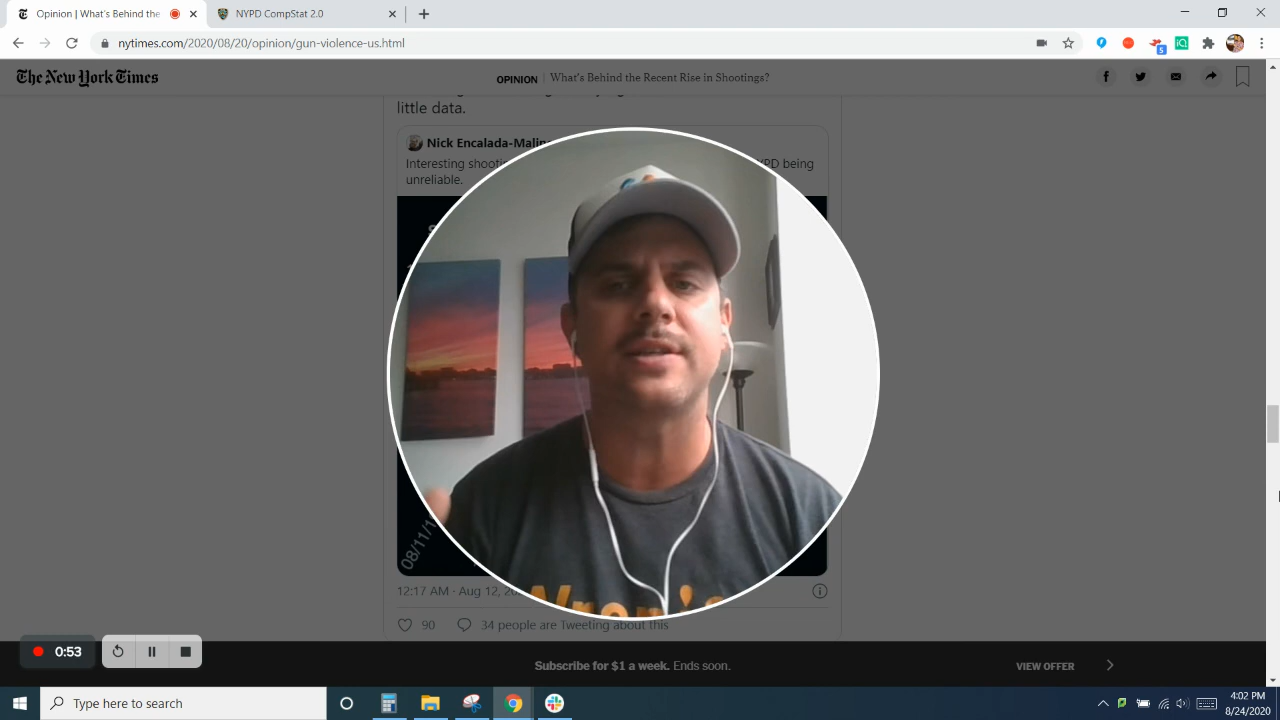 Opinion | What's Behind the
NYPD CompStat 2.0
nytimes.com/2020/08/20/opinion/gun-violence-us.html
5
The New York Times
OPINION | What's Behind the Recent Rise in Shootings?
little data.
Nick Encalada-Malin
Interesting shooti
PD being
unreliable.
08/11/1
12:17 AM · Aug 12, 20
90
34 people are Tweeting about this
0:53
Subscribe for $1 a week. Ends soon.
VIEW OFFER
Type here to search
4:02 PM
8/24/2020